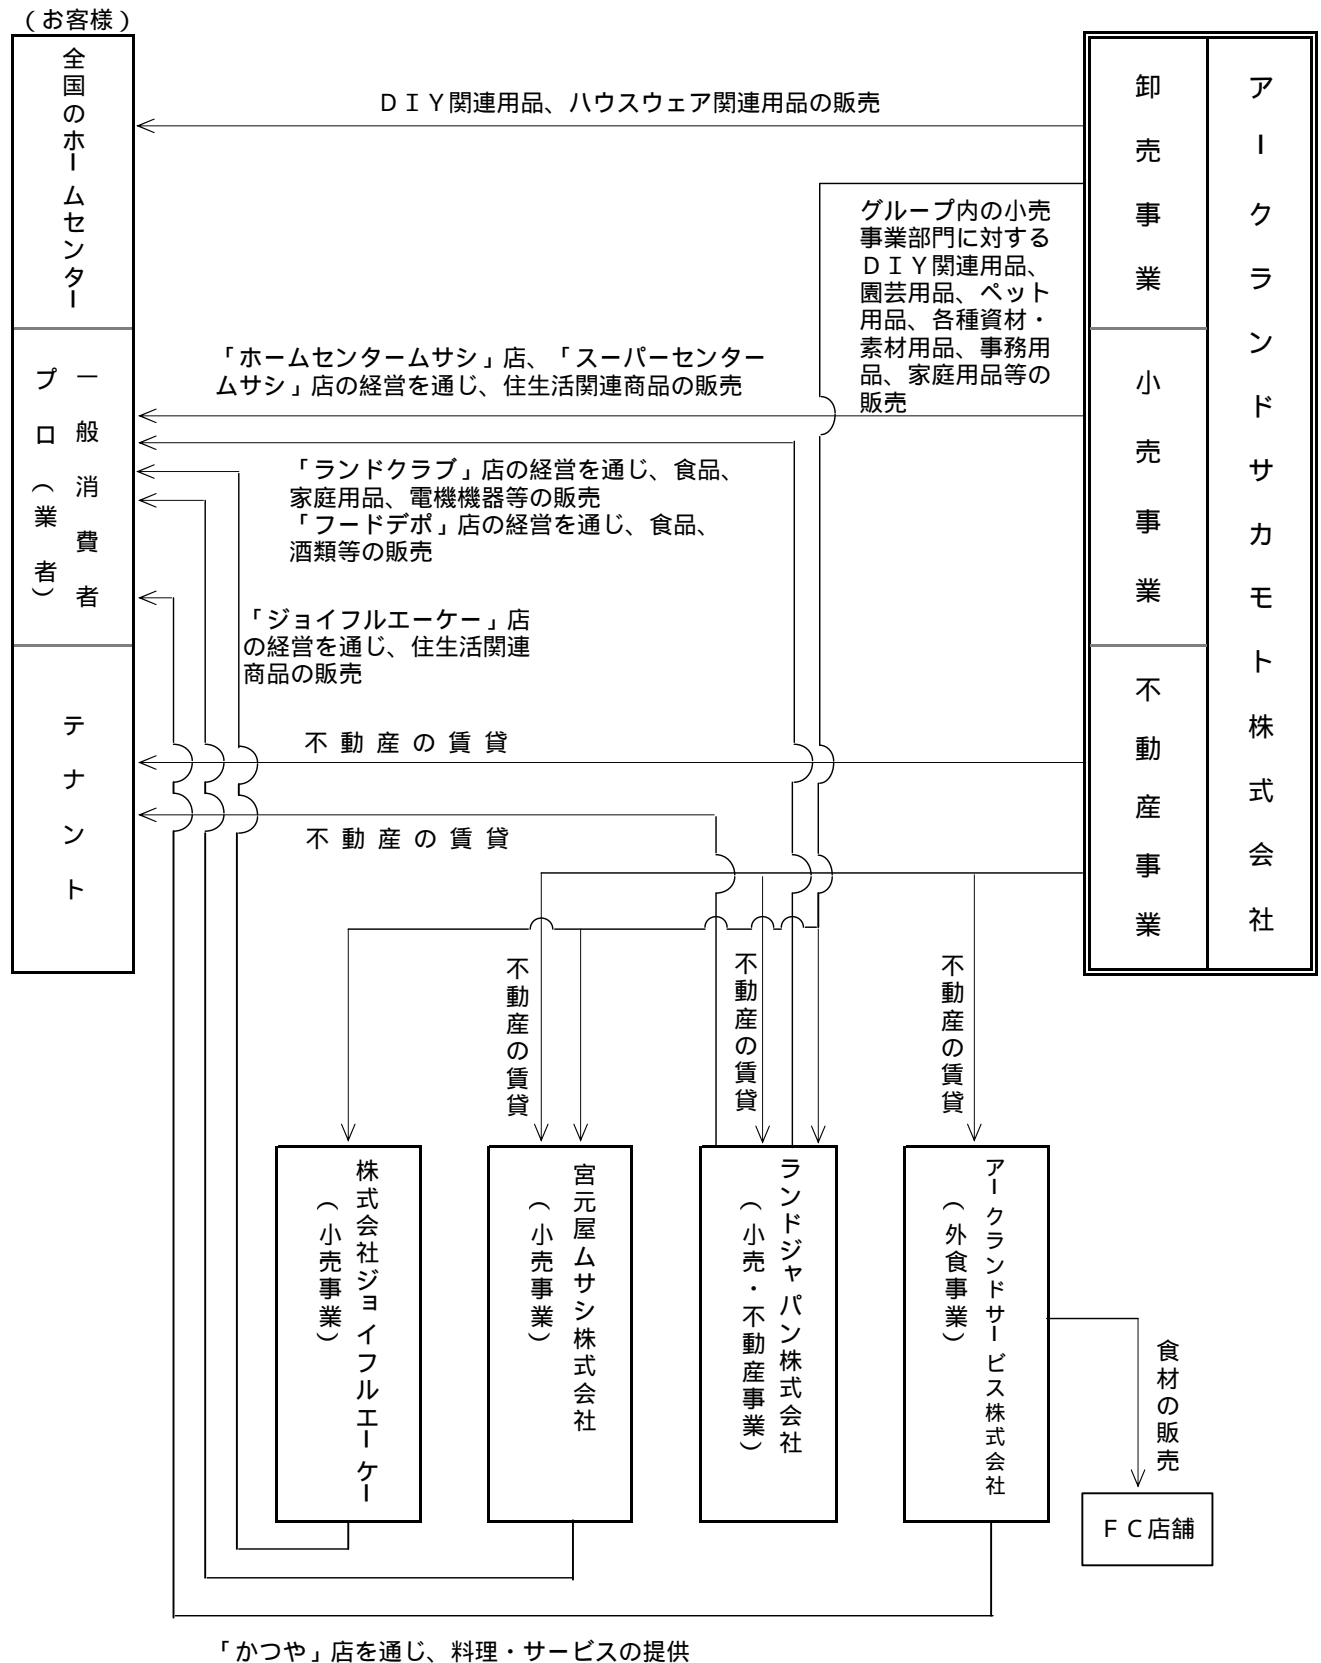 （お客様）
全国のホームセンター
一般消費者
プロ（業者）
テナント
ＤＩＹ関連用品、ハウスウェア関連用品の販売
グループ内の小売
事業部門に対する
ＤＩＹ関連用品、
園芸用品、ペット
用品、各種資材・
素材用品、事務用
品、家庭用品等の
販売
「ホームセンタームサシ」店、「スーパーセンター
ムサシ」店の経営を通じ、住生活関連商品の販売
「ランドクラブ」店の経営を通じ、食品、
家庭用品、電機機器等の販売
「フードデポ」店の経営を通じ、食品、
酒類等の販売
「ジョイフルエーケー」店
の経営を通じ、住生活関連
商品の販売
不動産の賃貸
不動産の賃貸
アークランドサカモト株式会社
卸売事業
小売事業
不動産事業
不動産の賃貸
不動産の賃貸
不動産の賃貸
株式会社ジョイフルエーケー
（小売事業）
宮元屋ムサシ株式会社
（小売事業）
ランドジャパン株式会社
（小売・不動産事業）
アークランドサービス株式会社
（外食事業）
食材の販売
ＦＣ店舗
「かつや」店を通じ、料理・サービスの提供